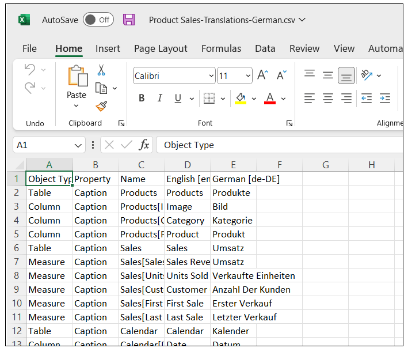 AutoSave Off Product Sales-Translations-German.csv
File Home Insert Page Layout Formulas Data Review View Automa
Paste
Calibri 11 A A
B I U A
Undo Clipboard Font Alignme
A1 fx Object Type
A B C D E F G H
1 Object Typ Property Name English [en German [de-DE]
2 Table Caption Products Products Produkte
3 Column Caption Products[I Image Bild
4 Column Caption Products[C Category Kategorie
5 Column Caption Products[F Product Produkt
6 Table Caption Sales Sales Umsatz
7 Measure Caption Sales[Sale: Sales Reve Umsatz
8 Measure Caption Sales[Unit: Units Sold Verkaufte Einheiten
9 Measure Caption Sales[Cust Customer Anzahl Der Kunden
10 Measure Caption Sales[First First Sale Erster Verkauf
11 Measure Caption Sales[Last Last Sale Letzter Verkauf
12 Table Caption Calendar Calendar Kalender
13 Column Caption Calendar[ Date Datum